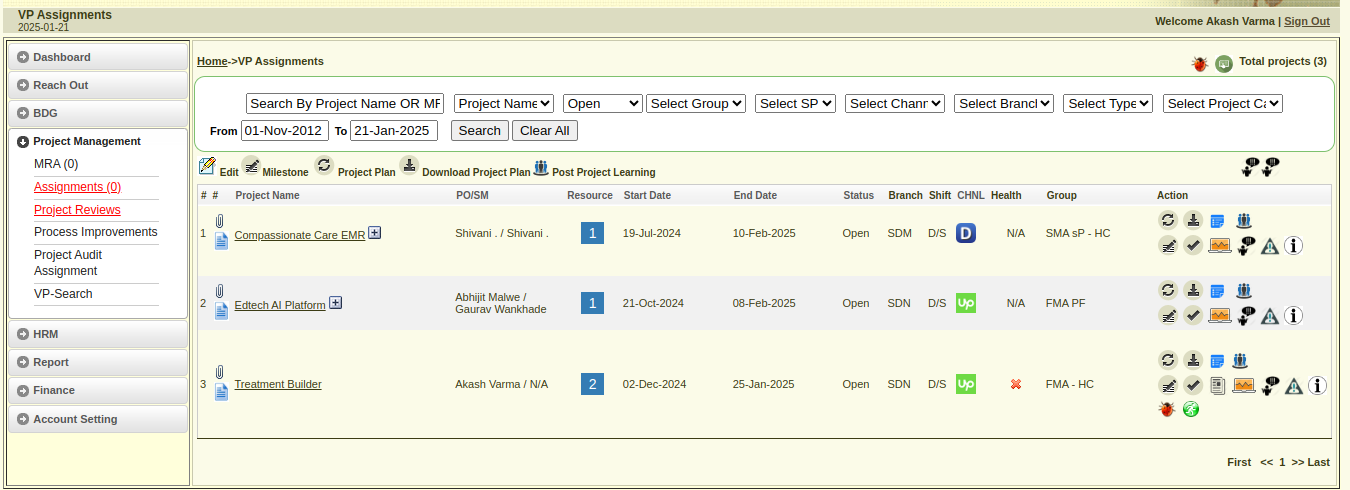 VP Assignments
2025-01-21
Welcome Akash Varma | Sign Out
Dashboard
Reach Out
BDG
Project Management
MRA (0)
Assignments (0)
Project Reviews
Process Improvements
Project Audit
Assignment
VP-Search
HRM
Report
Finance
Account Setting
Home->VP Assignments
Total projects (3)
Search By Project Name OR MF Project Name Open Select Group Select SP Select Chann Select Branch Select Type Select Project Ca
From 01-Nov-2012 To 21-Jan-2025 Search Clear All
Edit Milestone Project Plan Download Project Plan Post Project Learning
# # Project Name PO/SM Resource Start Date End Date Status Branch Shift CHNL Health Group Action
1 Compassionate Care EMR Shivani . / Shivani . 1 19-Jul-2024 10-Feb-2025 Open SDM D/S D N/A SMA sP - HC
2 Edtech AI Platform Abhijit Malwe / Gaurav Wankhade 1 21-Oct-2024 08-Feb-2025 Open SDN D/S Up N/A FMA PF
3 Treatment Builder Akash Varma / N/A 2 02-Dec-2024 25-Jan-2025 Open SDN D/S Up FMA - HC
First << 1 >> Last